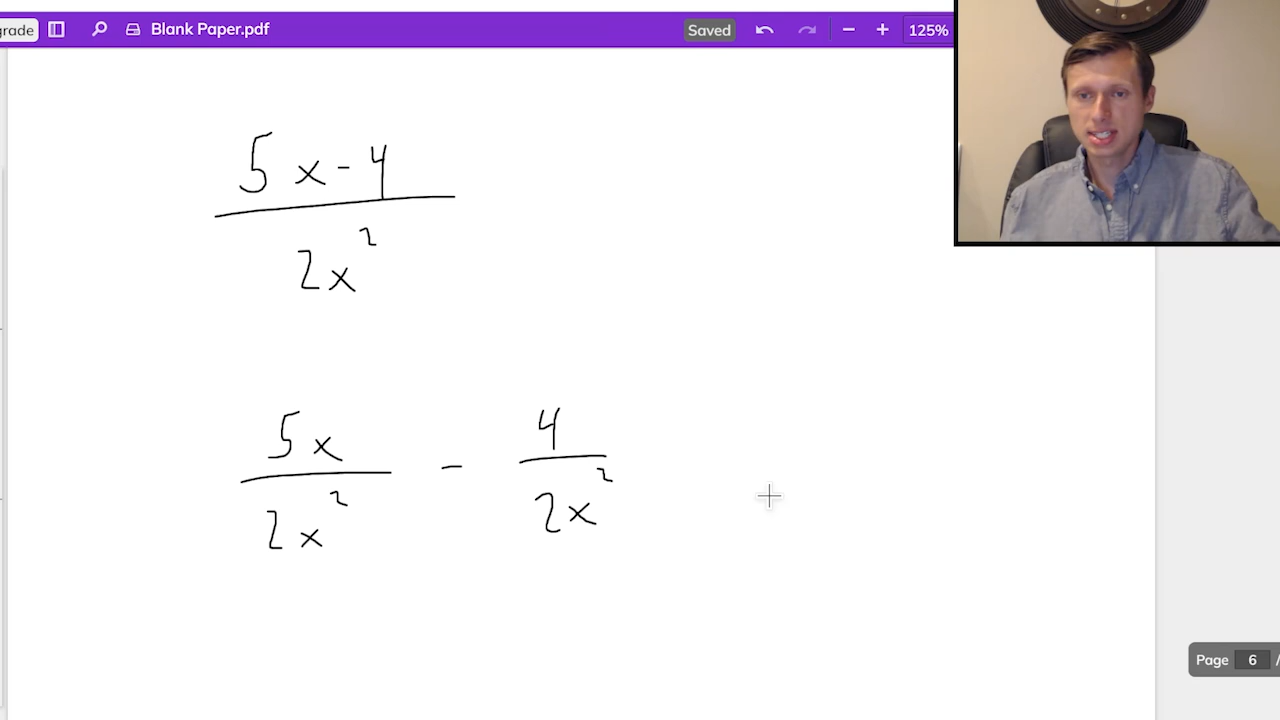 grade Blank Paper.pdf Saved 125%
5x-4
2x²
5x - 4
2x² 2x²
Page 6 /